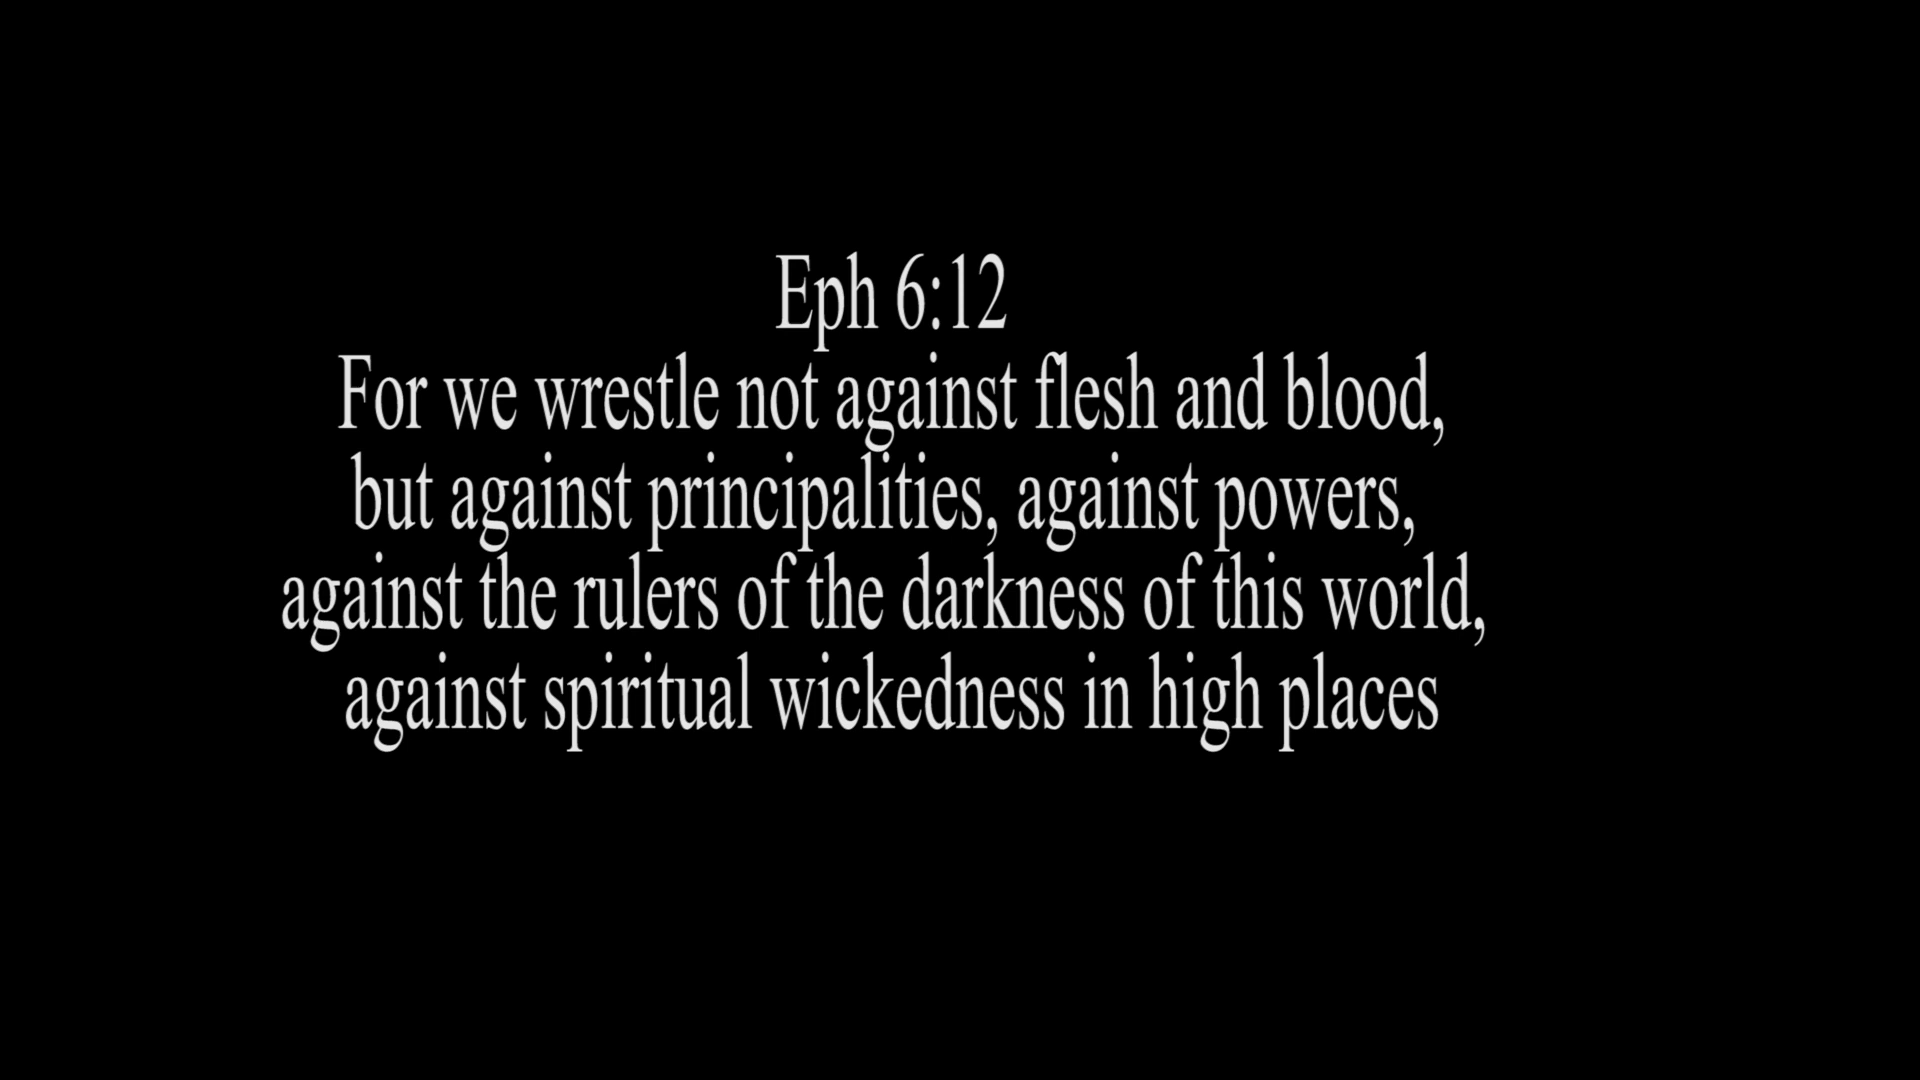 Eph 6:12
For we wrestle not against flesh and blood,
but against principalities, against powers,
against the rulers of the darkness of this world,
against spiritual wickedness in high places